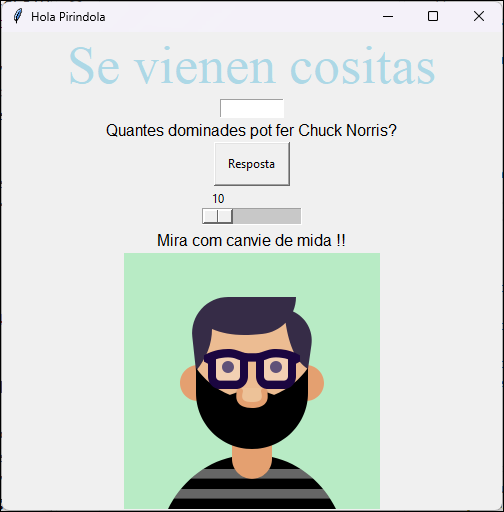 Hola Pirindola
Se vienen cositas
Quantes dominades pot fer Chuck Norris?
Resposta
10
Mira com canvie de mida !!